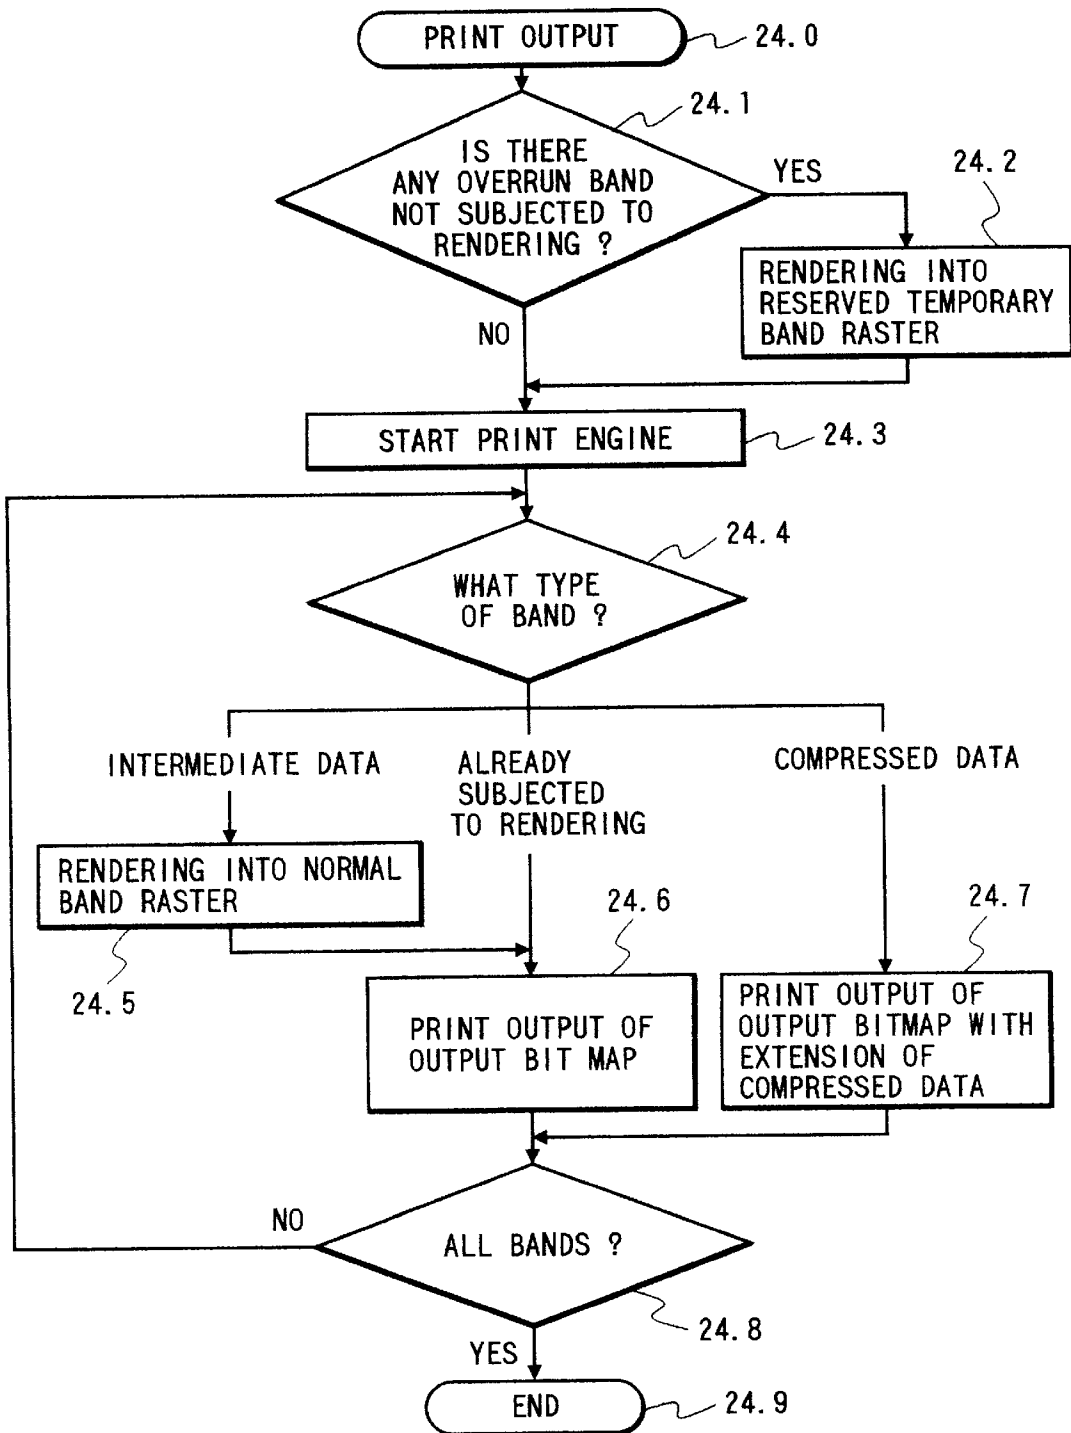 PRINT OUTPUT
24.0
24.1
IS THERE
ANY OVERRUN BAND
NOT SUBJECTED TO
RENDERING ?
YES
24.2
RENDERING INTO
RESERVED TEMPORARY
BAND RASTER
NO
START PRINT ENGINE
24.3
24.4
WHAT TYPE
OF BAND ?
INTERMEDIATE DATA
ALREADY
SUBJECTED
TO RENDERING
COMPRESSED DATA
RENDERING INTO NORMAL
BAND RASTER
24.5
24.6
PRINT OUTPUT OF
OUTPUT BIT MAP
24.7
PRINT OUTPUT OF
OUTPUT BITMAP WITH
EXTENSION OF
COMPRESSED DATA
NO
ALL BANDS ?
24.8
YES
END
24.9